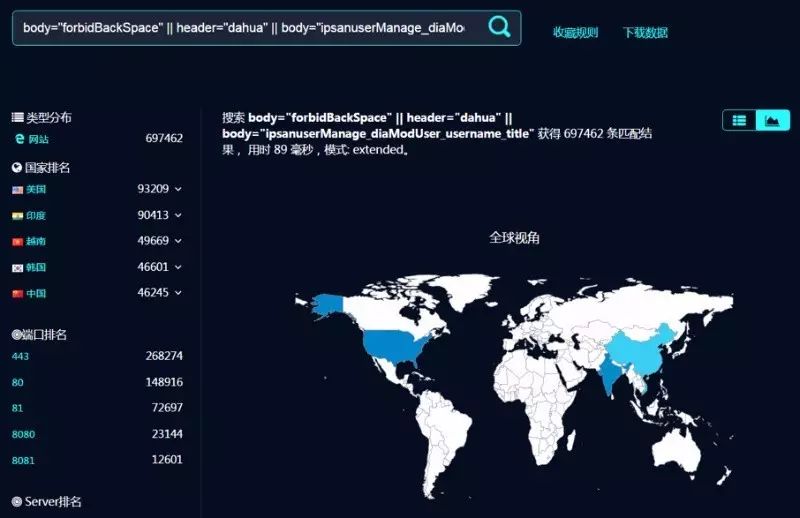 body="forbidBackSpace" || header="dahua" || body="ipsanuserManage_diaMod
收藏规则 下载数据
类型分布
网站 697462
国家排名
美国 93209
印度 90413
越南 49669
韩国 46601
中国 46245
端口排名
443 268274
80 148916
81 72697
8080 23144
8081 12601
Server排名
搜索 body="forbidBackSpace" || header="dahua" ||
body="ipsanuserManage_diaModUser_username_title" 获得 697462 条匹配结
果， 用时 89 毫秒，模式: extended。
全球视角